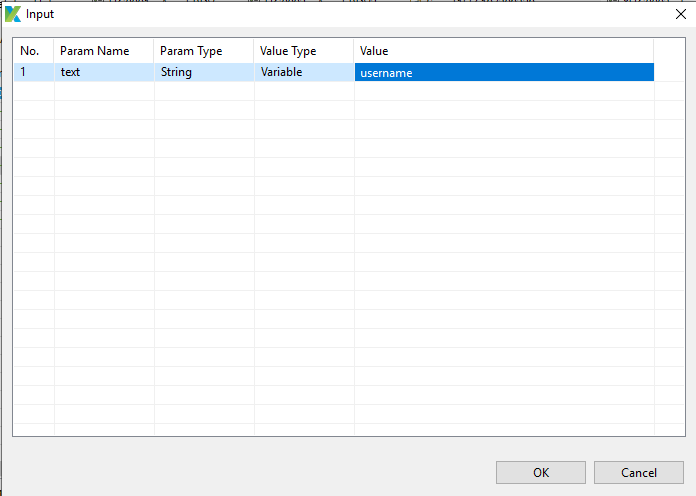 Input
No. Param Name Param Type Value Type Value
1 text String Variable username
OK Cancel